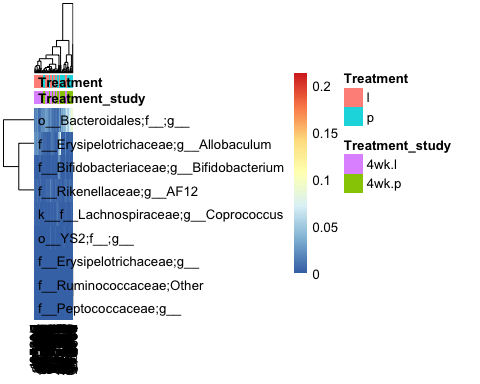 Treatment
Treatment_study
o__Bacteroidales;f__;g__
f__Erysipelotrichaceae;g__Allobaculum
f__Bifidobacteriaceae;g__Bifidobacterium
f__Rikenellaceae;g__AF12
k__f__Lachnospiraceae;g__Coprococcus
o__YS2;f__;g__
f__Erysipelotrichaceae;g__
f__Ruminococcaceae;Other
f__Peptococcaceae;g__
0.2
0.15
0.1
0.05
0
Treatment
l
p
Treatment_study
4wk.l
4wk.p